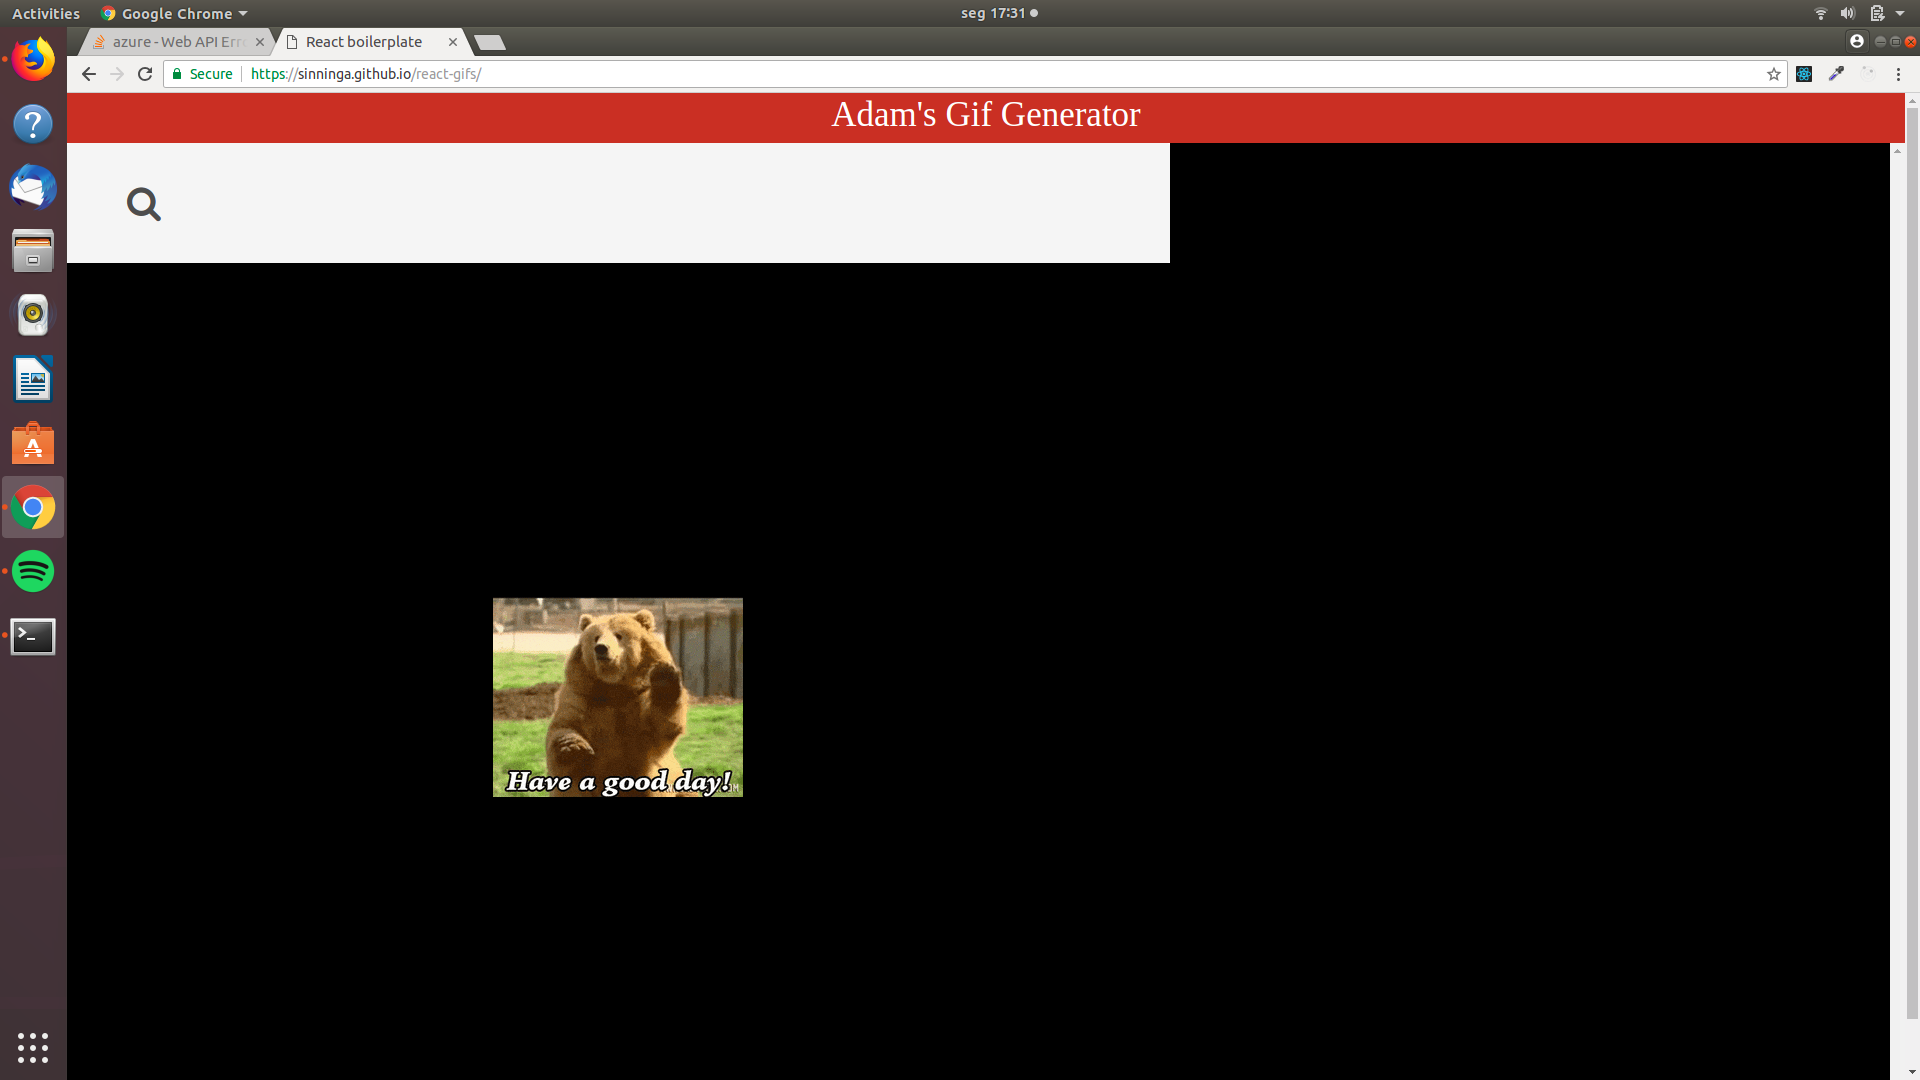 Activities Google Chrome seg 17:31
azure - Web API Err React boilerplate
Secure https://sinninga.github.io/react-gifs/
Adam's Gif Generator
Have a good day!